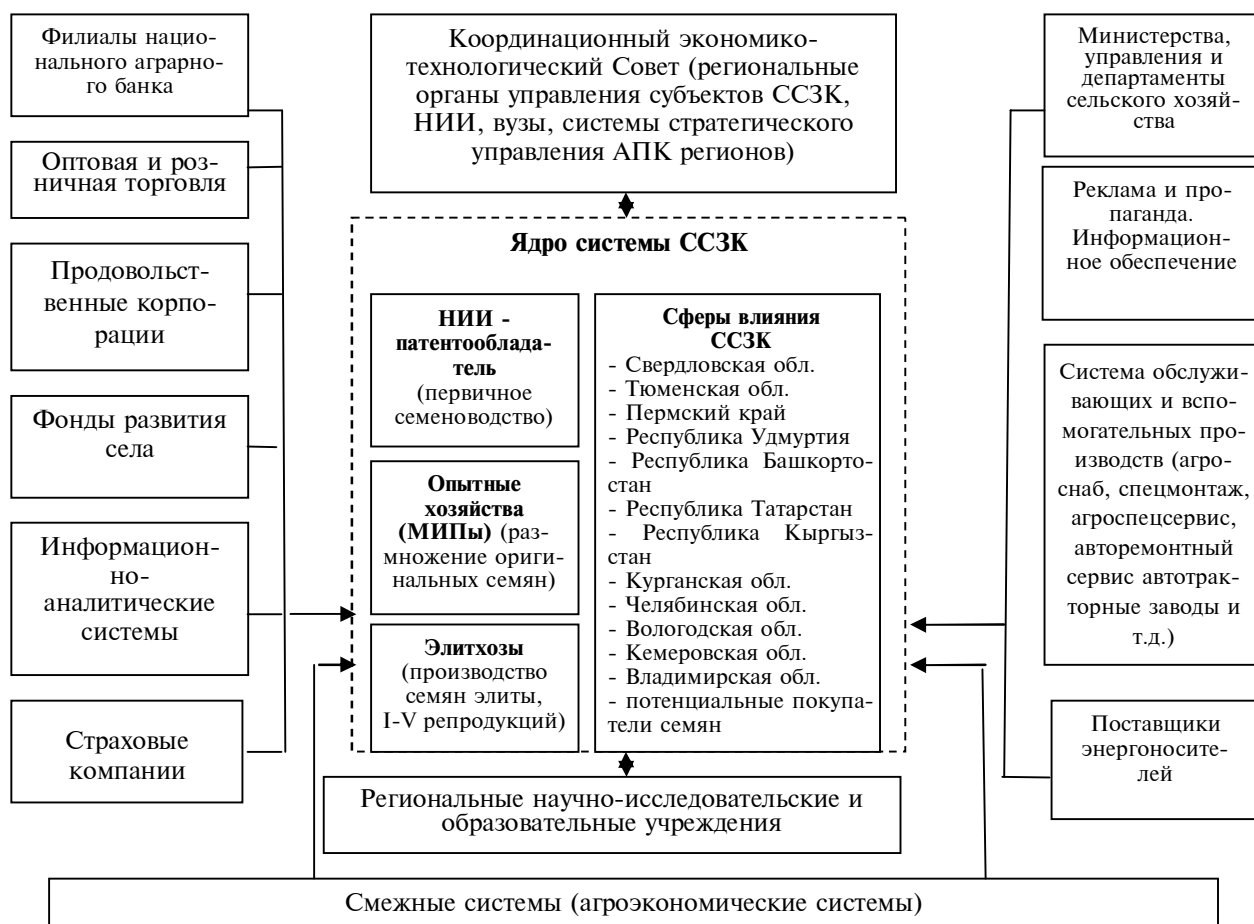 Филиалы нацио-
нального аграрно-
го банка
Оптовая и роз-
ничная торговля
Продовольст-
венные корпо-
рации
Фонды развития
села
Информацион-
но-
аналитические
системы
Страховые
компании
Координационный экономико-
технологический Совет (региональные
органы управления субъектов ССЗК,
НИИ, вузы, системы стратегического
управления АПК регионов)
Ядро системы ССЗК
НИИ -
патентооблада-
тель
(первичное
семеноводство)
Опытные
хозяйства
(МИПы) (раз-
множение ориги-
нальных семян)
Элитхозы
(производство
семян элиты,
I-V репродукций)
Сферы влияния
ССЗК
- Свердловская обл.
- Тюменская обл.
- Пермский край
- Республика Удмуртия
- Республика Башкорто-
стан
- Республика Татарстан
- Республика Кыргыз-
стан
- Курганская обл.
- Челябинская обл.
- Вологодская обл.
- Кемеровская обл.
- Владимирская обл.
- потенциальные покупа-
тели семян
Региональные научно-исследовательские и
образовательные учреждения
Министерства,
управления и
департаменты
сельского хозяй-
ства
Реклама и про-
паганда.
Информацион-
ное обеспечение
Система обслужи-
вающих и вспо-
могательных про-
изводств (агро-
снаб, спецмонтаж,
агроспецсервис,
авторемонтный
сервис автотрак-
торные заводы и
т.д.)
Поставщики
энергоносите-
лей
Смежные системы (агроэкономические системы)